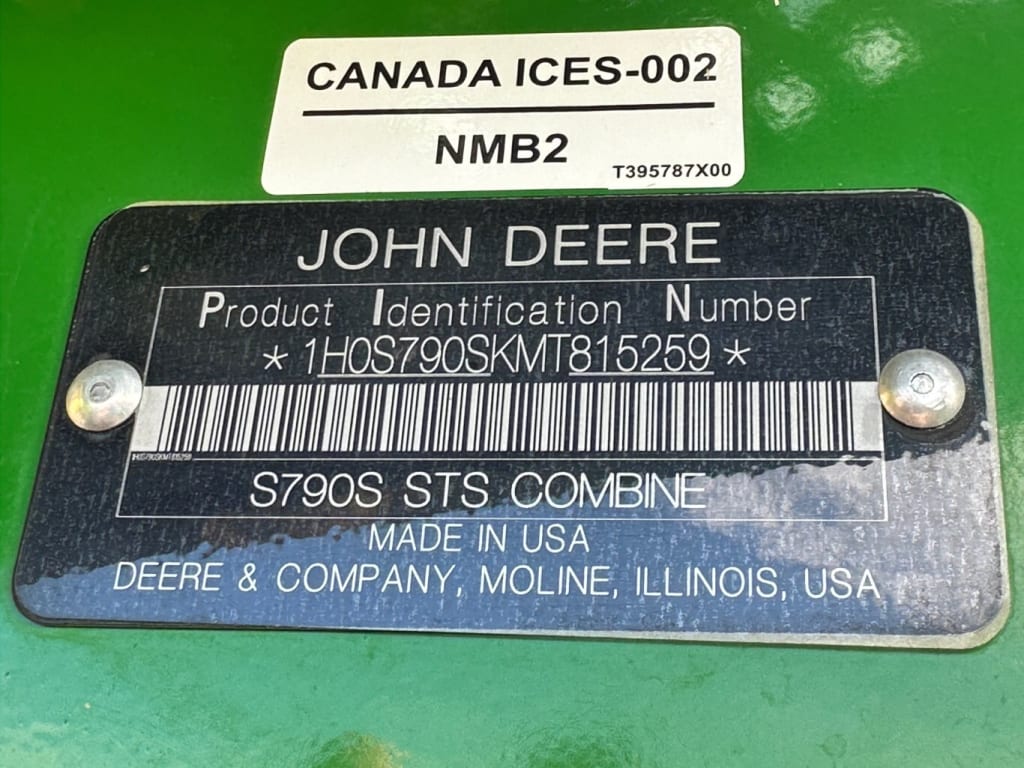 CANADA ICES-002
NMB2
T395787X00
JOHN DEERE
Product Identification Number
*1H0S790SKMT815259*
1H0S790SKMT815259
S790S STS COMBINE
MADE IN USA
DEERE & COMPANY, MOLINE, ILLINOIS, USA